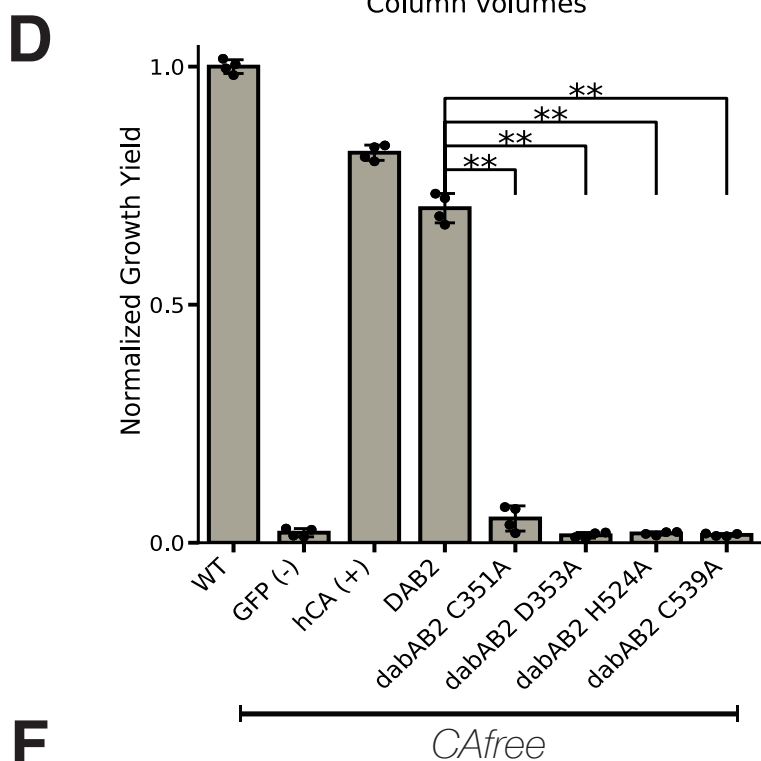 Column Volumes
D
**
**
**
**
Normalized Growth Yield
1.0
0.5
0.0
WT
GFP (-)
hCA (+)
DAB2
dabAB2 C351A
dabAB2 D353A
dabAB2 H524A
dabAB2 C539A
CAfree